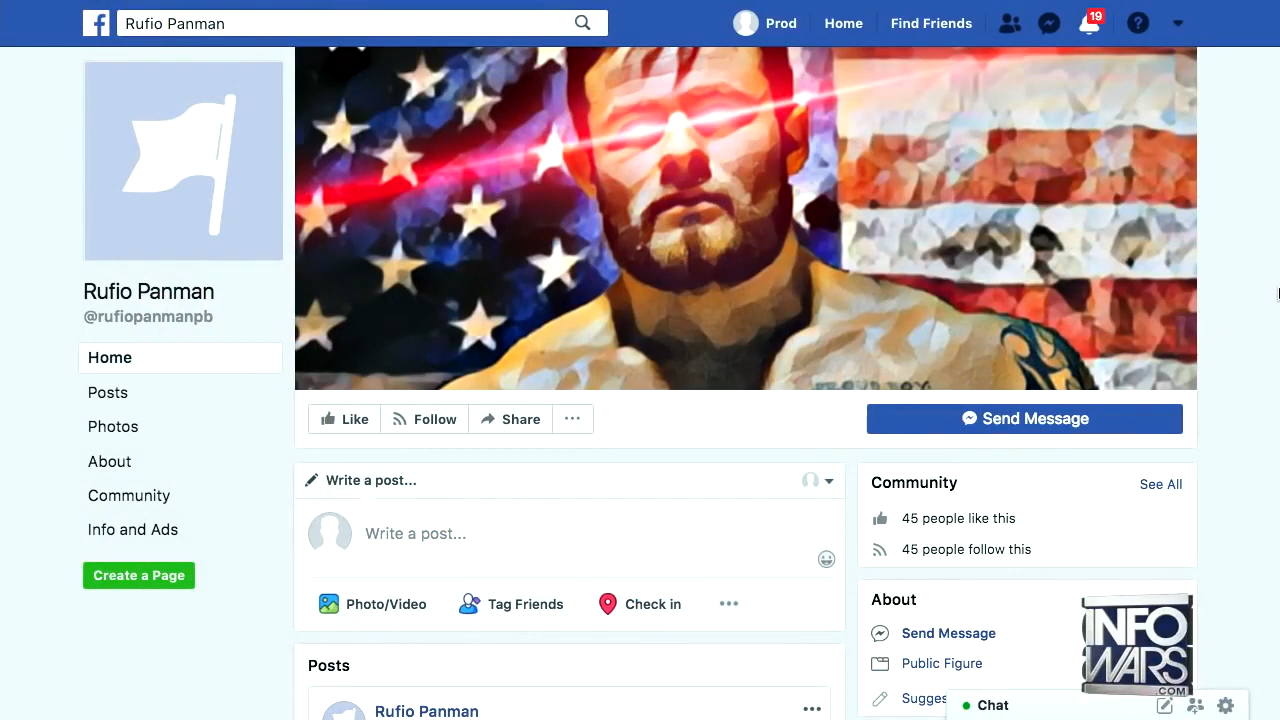 Rufio Panman
Prod
Home
Find Friends
19
Rufio Panman
@rufiopanmanpb
Home
Posts
Photos
About
Community
Info and Ads
Create a Page
Like
Follow
Share
Send Message
Write a post...
Write a post...
Photo/Video
Tag Friends
Check in
Posts
Rufio Panman
Community
See All
45 people like this
45 people follow this
About
Send Message
Public Figure
Sugges
INFO
WARS
.COM
Chat